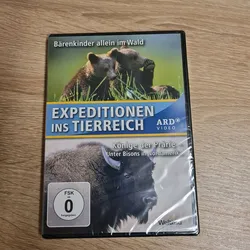 Bärenkinder allein im Wald
EXPEDITIONEN
INS TIERREICH
ARD
VIDEO
Könige der Prärie
Unter Bisons in
FSK
0